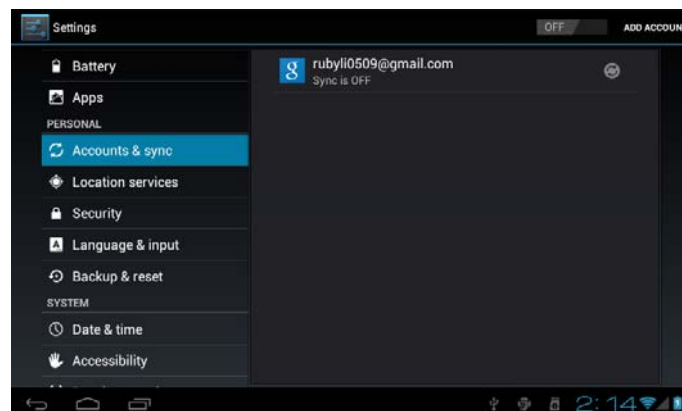 Settings
OFF
ADD ACCOUN
Battery
Apps
PERSONAL
Accounts & sync
Location services
Security
Language & input
Backup & reset
SYSTEM
Date & time
Accessibility
rubyli0509@gmail.com
Sync is OFF
2:14